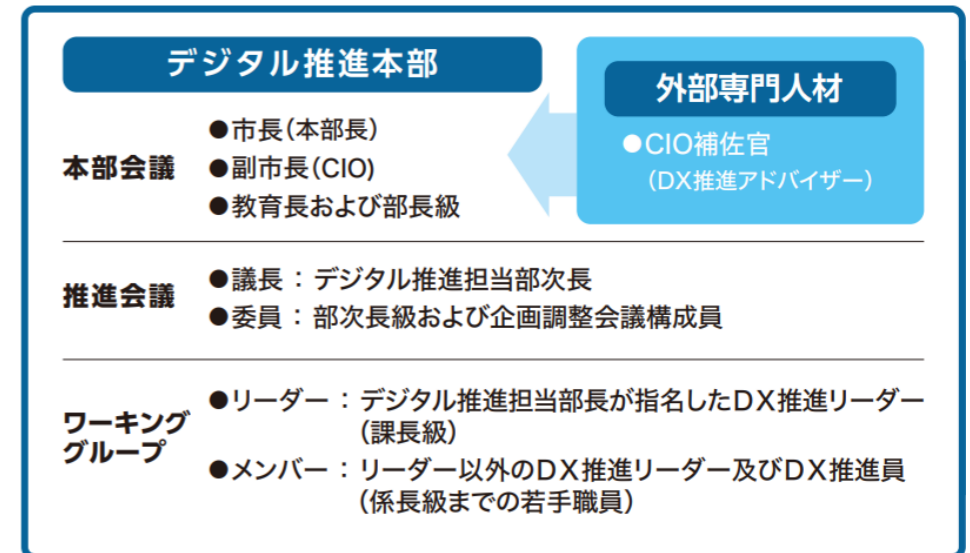 デジタル推進本部
外部専門人材
●CIO補佐官
（DX推進アドバイザー）
本部会議
●市長（本部長）
●副市長（CIO）
●教育長および部長級
推進会議
●議長：デジタル推進担当部次長
●委員：部次長級および企画調整会議構成員
ワーキング
グループ
●リーダー：デジタル推進担当部長が指名したDX推進リーダー
（課長級）
●メンバー：リーダー以外のDX推進リーダー及びDX推進員
（係長級までの若手職員）